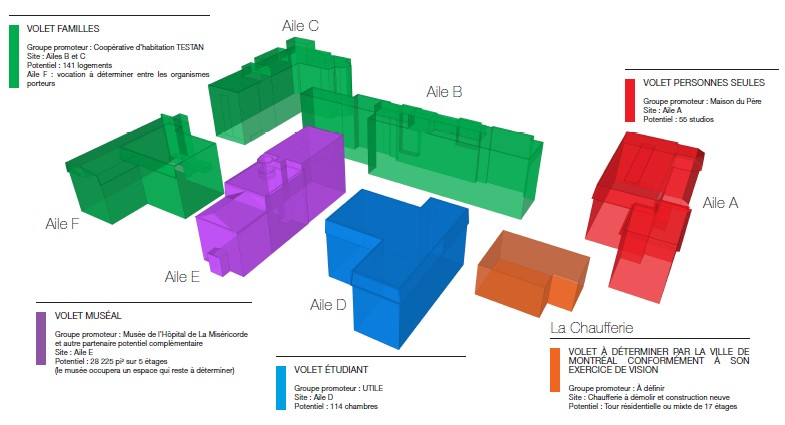 VOLET FAMILLES
Groupe promoteur : Coopérative d'habitation TESTAN
Site : Ailes B et C
Potentiel : 141 logements
Aile F : vocation à déterminer entre les organismes
porteurs
Aile C
Aile B
VOLET PERSONNES SEULES
Groupe promoteur : Maison du Père
Site : Aile A
Potentiel : 55 studios
Aile A
Aile F
Aile E
Aile D
La Chaufferie
VOLET MUSÉAL
Groupe promoteur : Musée de l'Hôpital de La Miséricorde
et autre partenaire potentiel complémentaire
Site : Aile E
Potentiel : 28 225 pi² sur 5 étages
(le musée occupera un espace qui reste à déterminer)
VOLET ÉTUDIANT
Groupe promoteur : UTILE
Site : Aile D
Potentiel : 114 chambres
VOLET À DÉTERMINER PAR LA VILLE DE
MONTRÉAL CONFORMÉMENT À SON
EXERCICE DE VISION
Groupe promoteur : À définir
Site : Chaufferie à démolir et construction neuve
Potentiel : Tour résidentielle ou mixte de 17 étages